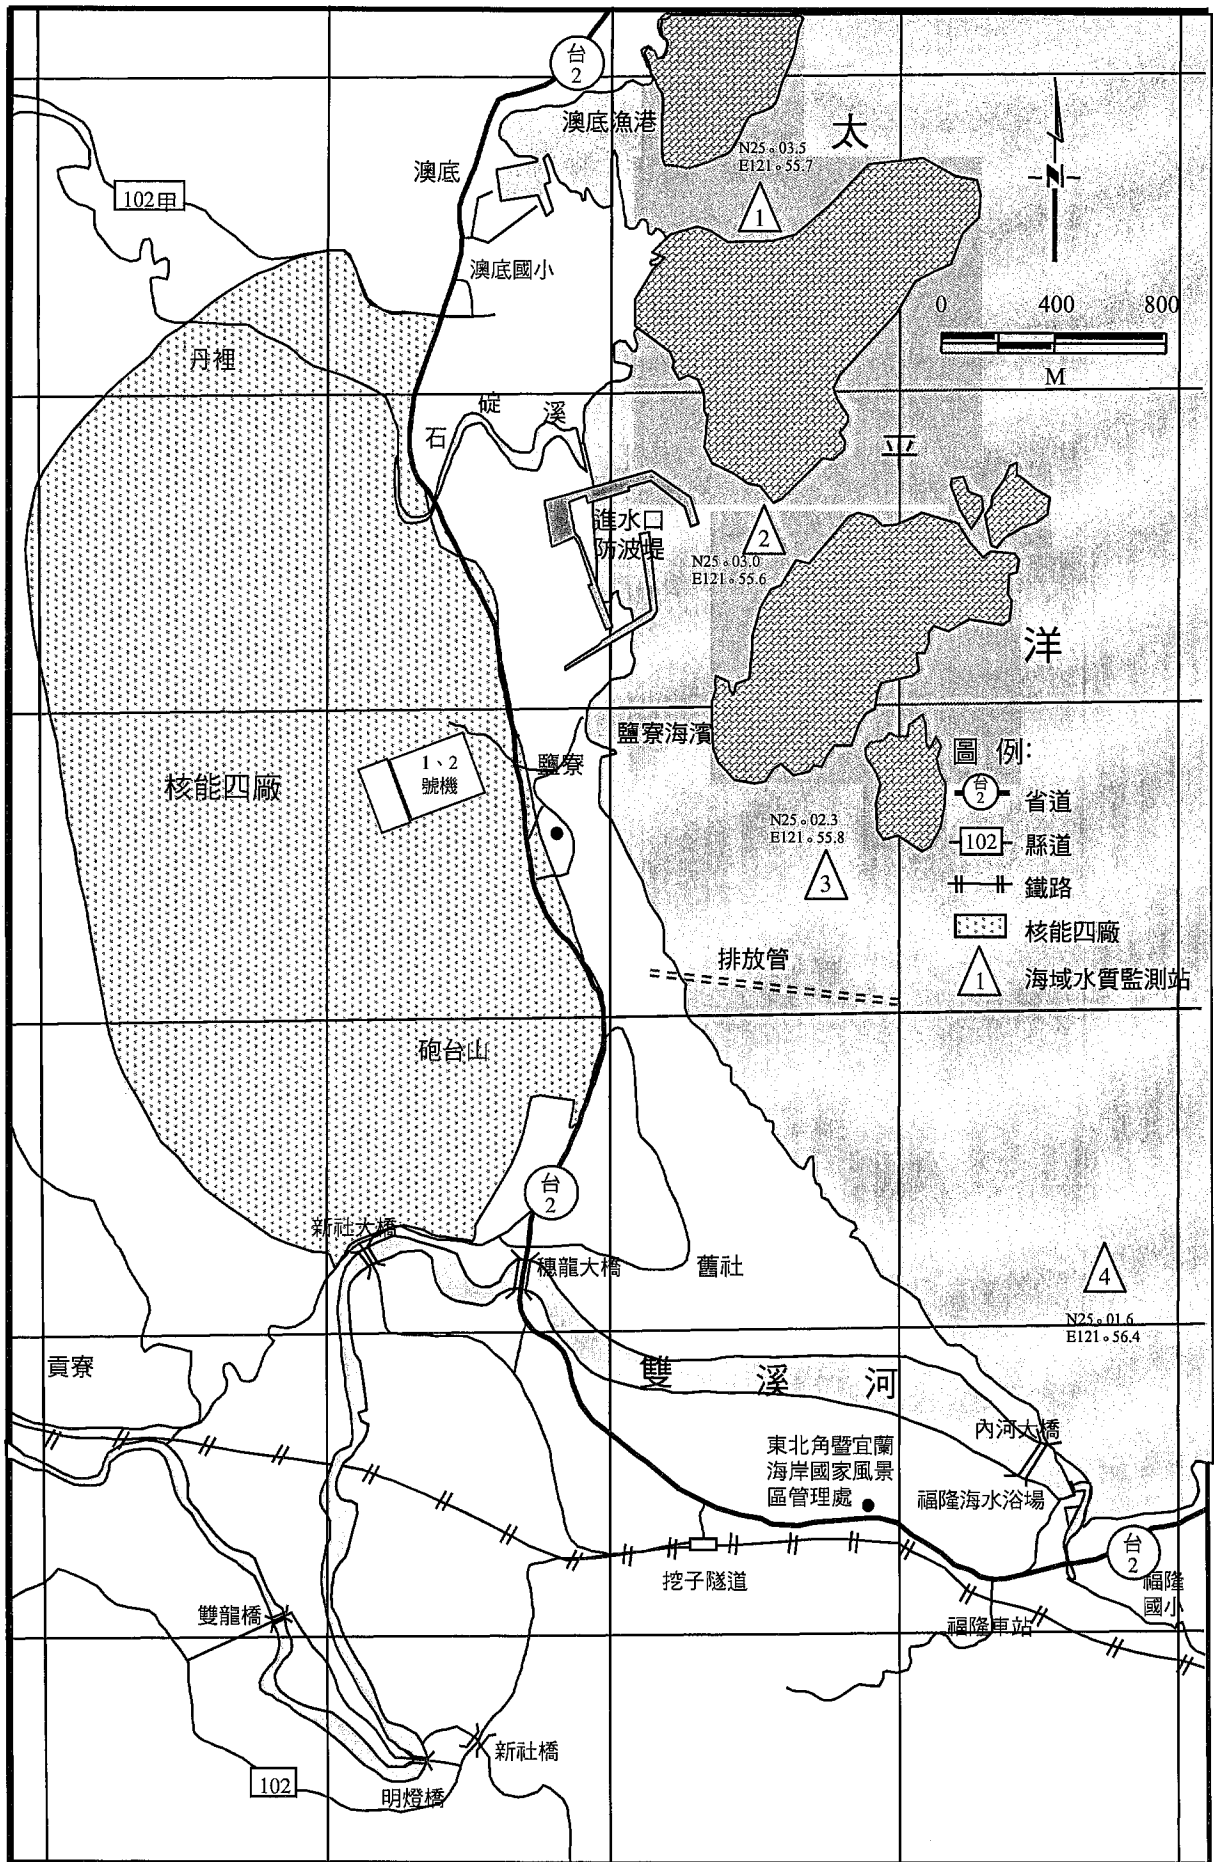 台
2
澳底漁港
太
N25。03.5
E121。55.7
澳底
N
102甲
1
澳底國小
0 400 800
M
丹裡
碇
溪
石
平
進水口
防波堤
2
N25。03.0
E121。55.6
洋
鹽寮海濱
圖 例:
1、2
號機
鹽寮
核能四廠
台
2
省道
N25。02.3
E121。55.8
102
縣道
3
鐵路
核能四廠
排放管
1
海域水質監測站
砲台山
台
2
新社大橋
穗龍大橋
舊社
4
N25。01.6
E121。56.4
貢寮
雙
溪
河
內河大橋
東北角暨宜蘭
海岸國家風景
區管理處
福隆海水浴場
台
2
挖子隧道
福隆
國小
雙龍橋
福隆車站
新社橋
102
明燈橋